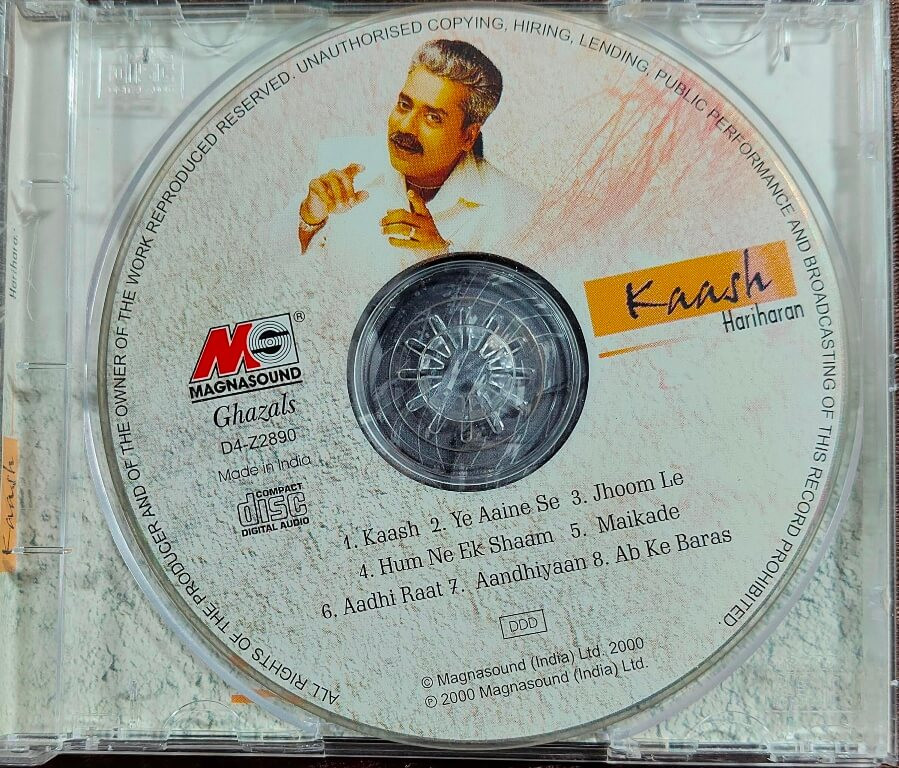 ALL RIGHTS OF THE PRODUCER AND OF THE OWNER OF THE WORK REPRODUCED RESERVED. UNAUTHORISED COPYING, HIRING, LENDING, PUBLIC PERFORMANCE AND BROADCASTING OF THIS RECORD PROHIBITED
Kaash
Hariharan
MS®
MAGNASOUND
Ghazals
D4-Z2890
Made in India
COMPACT
disc
DIGITAL AUDIO
1. Kaash 2. Ye Aaine Se 3. Jhoom Le
4. Hum Ne Ek Shaam 5. Maikade
6. Aadhi Raat 7. Aandhiyaan 8. Ab Ke Baras
DDD
© Magnasound (India) Ltd. 2000
℗ 2000 Magnasound (India) Ltd.
Hariharan
Kaash